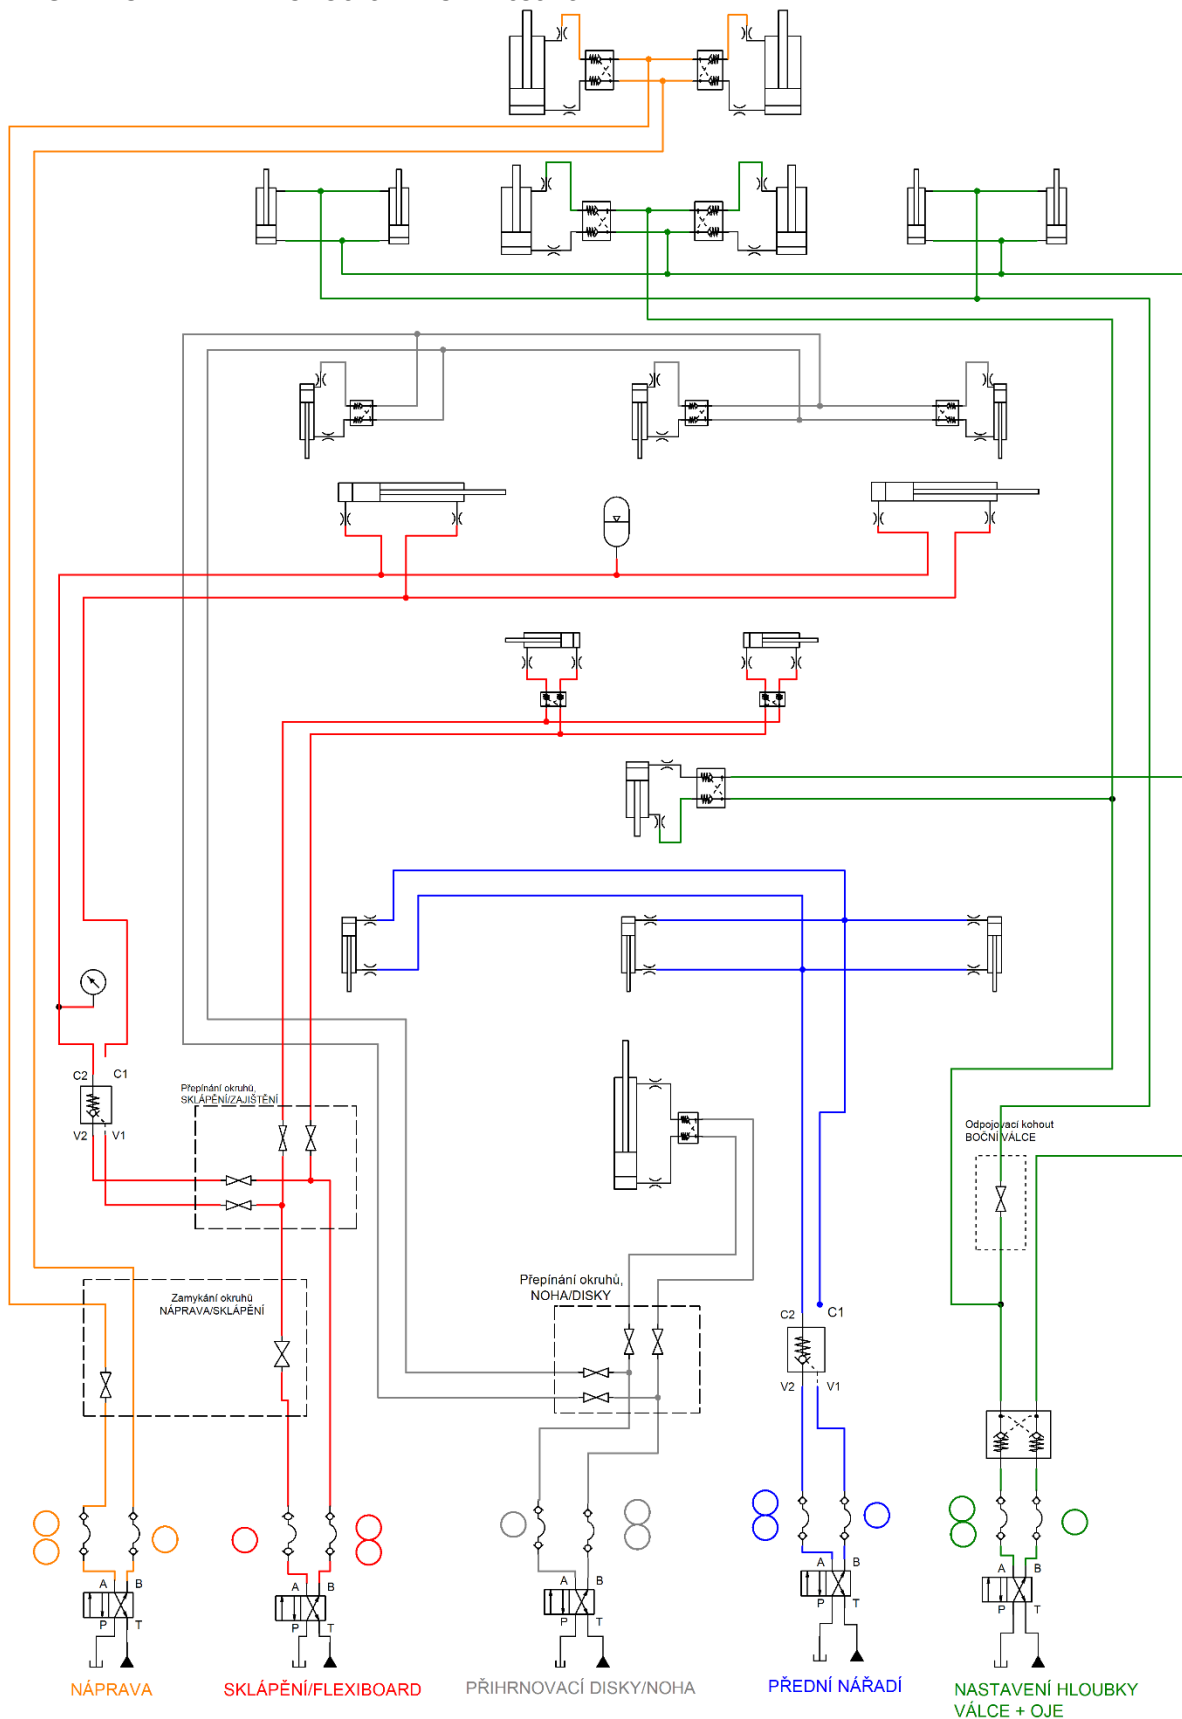 C2
C1
V2
V1
Přepínání okruhů,
SKLÁPĚNÍ/ZAJIŠTĚNÍ
Odpojovací kohout
BOČNÍ VÁLCE
Zamykání okruhů
NÁPRAVA/SKLÁPĚNÍ
Přepínání okruhů,
NOHA/DISKY
C2
C1
V2
V1
A
B
P
T
A
B
P
T
A
B
P
T
A
B
P
T
A
B
P
T
NÁPRAVA
SKLÁPĚNÍ/FLEXIBOARD
PŘIHRNOVACÍ DISKY/NOHA
PŘEDNÍ NÁŘADÍ
NASTAVENÍ HLOUBKY
VÁLCE + OJE